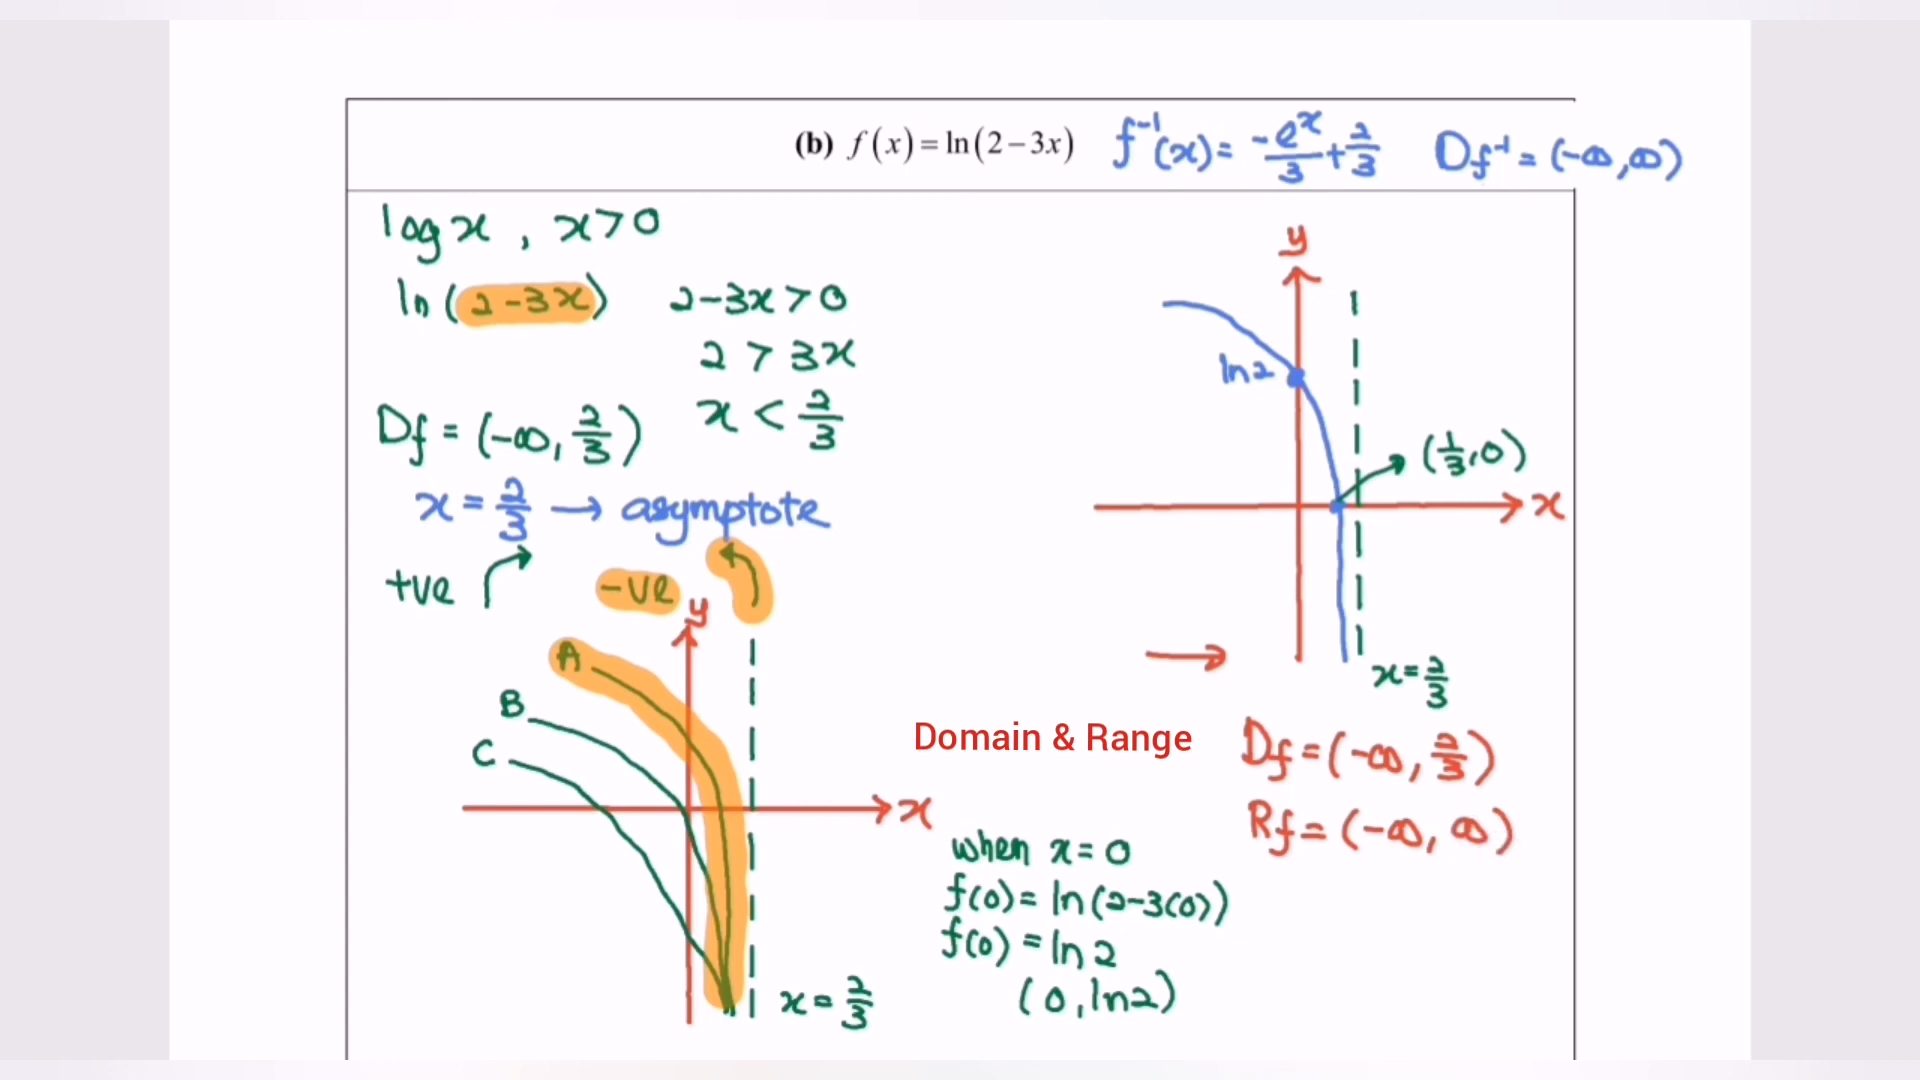 (b) f(x) = ln(2 − 3x) f⁻¹(x) = -eˣ/3 + 2/3 Df⁻¹ = (-∞, ∞)
log x , x > 0
ln (2 - 3x) 2 - 3x > 0
2 > 3x
Df = (-∞, 2/3) x < 2/3
x = 2/3 → asymptote
+ve -ve
y
A
B
C
x
x = 2/3
y
ln2
(1/3, 0)
x
x = 2/3
Domain & Range Df = (-∞, 2/3)
Rf = (-∞, ∞)
when x = 0
f(0) = ln(2-3(0))
f(0) = ln 2
(0, ln2)